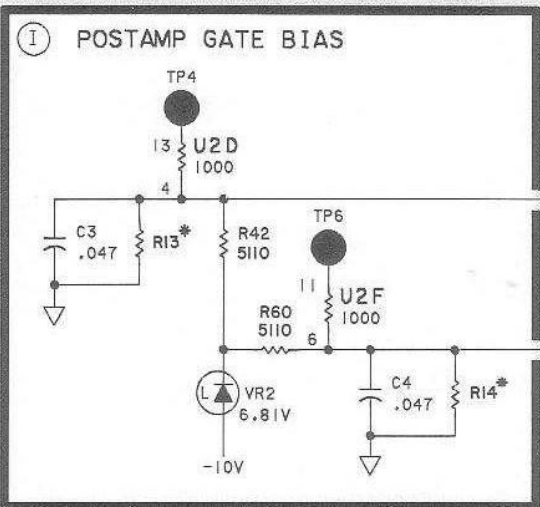 I POSTAMP GATE BIAS
TP4
13 U2D
1000
4
C3
.047
R13*
R42
5110
TP6
11 U2F
1000
R60
5110
6
L VR2
6.81V
C4
.047
R14*
-10V